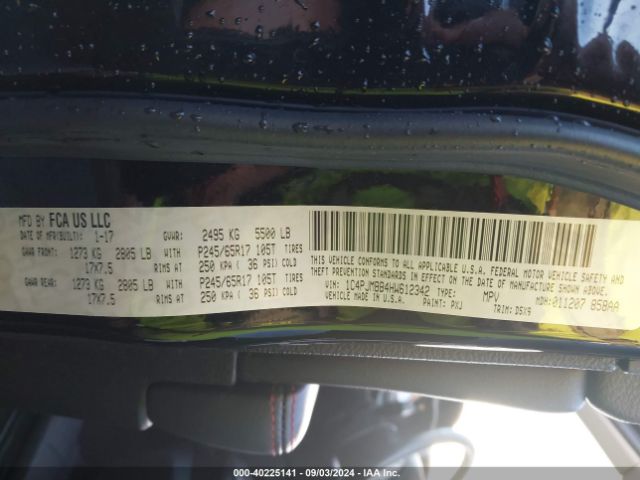 MFD BY FCA US LLC
DATE OF MFR(BUILT): 1-17 GVWR: 2495 KG 5500 LB
GAWR FRONT: 1273 KG 2805 LB WITH P245/65R17 105T TIRES
17X7.5 RIMS AT 250 KPA ( 36 PSI) COLD
GAWR REAR: 1273 KG 2805 LB WITH P245/65R17 105T TIRES
17X7.5 RIMS AT 250 KPA ( 36 PSI) COLD
THIS VEHICLE CONFORMS TO ALL APPLICABLE U.S.A. FEDERAL MOTOR VEHICLE SAFETY AND
THEFT PREVENTION STANDARDS IN EFFECT ON THE DATE OF MANUFACTURE SHOWN ABOVE.
VIN: 1C4PJMBB4HW612342 TYPE: MPV MDH: 011207 858AA
VEHICLE MADE IN U.S.A. PAINT: PXJ TRIM: D5X9
000-40225141 - 09/03/2024 - IAA Inc.